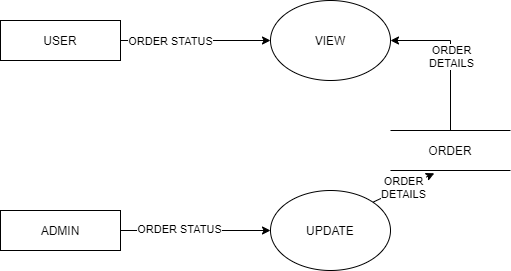 USER
ORDER STATUS
VIEW
ORDER
DETAILS
ORDER
ORDER
DETAILS
ADMIN
ORDER STATUS
UPDATE